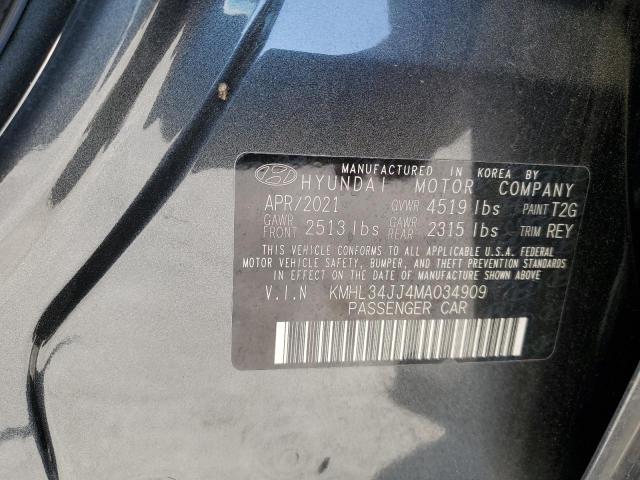 MANUFACTURED IN KOREA BY
HYUNDAI MOTOR COMPANY
APR/2021 GVWR 4519 lbs PAINT T2G
GAWR FRONT 2513 lbs GAWR REAR 2315 lbs TRIM REY
THIS VEHICLE CONFORMS TO ALL APPLICABLE U.S.A. FEDERAL
MOTOR VEHICLE SAFETY, BUMPER, AND THEFT PREVENTION STANDARDS
IN EFFECT ON THE DATE OF MANUFACTURE SHOWN ABOVE
V.I.N KMHL34JJ4MA034909
PASSENGER CAR